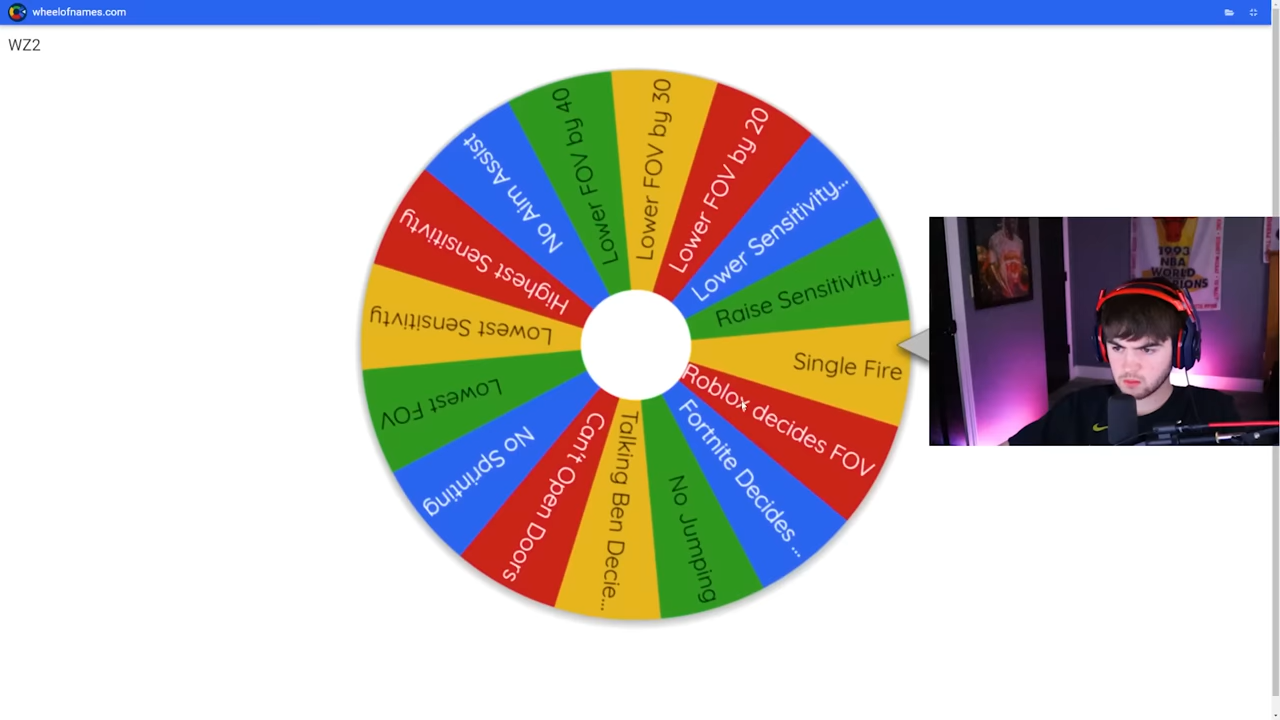 wheelofnames.com
WZ2
Lower FOV by 40
Lower FOV by 30
Lower FOV by 20
Lower Sensitivity...
Raise Sensitivity...
Single Fire
Roblox decides FOV
Fortnite Decides ...
No Jumping
Talking Ben Decie...
Can't Open Doors
No Sprinting
Lowest FOV
Lowest Sensitivty
Highest Sensitivty
No Aim Assist
1993
NBA
WORLD
CHAMPIONS